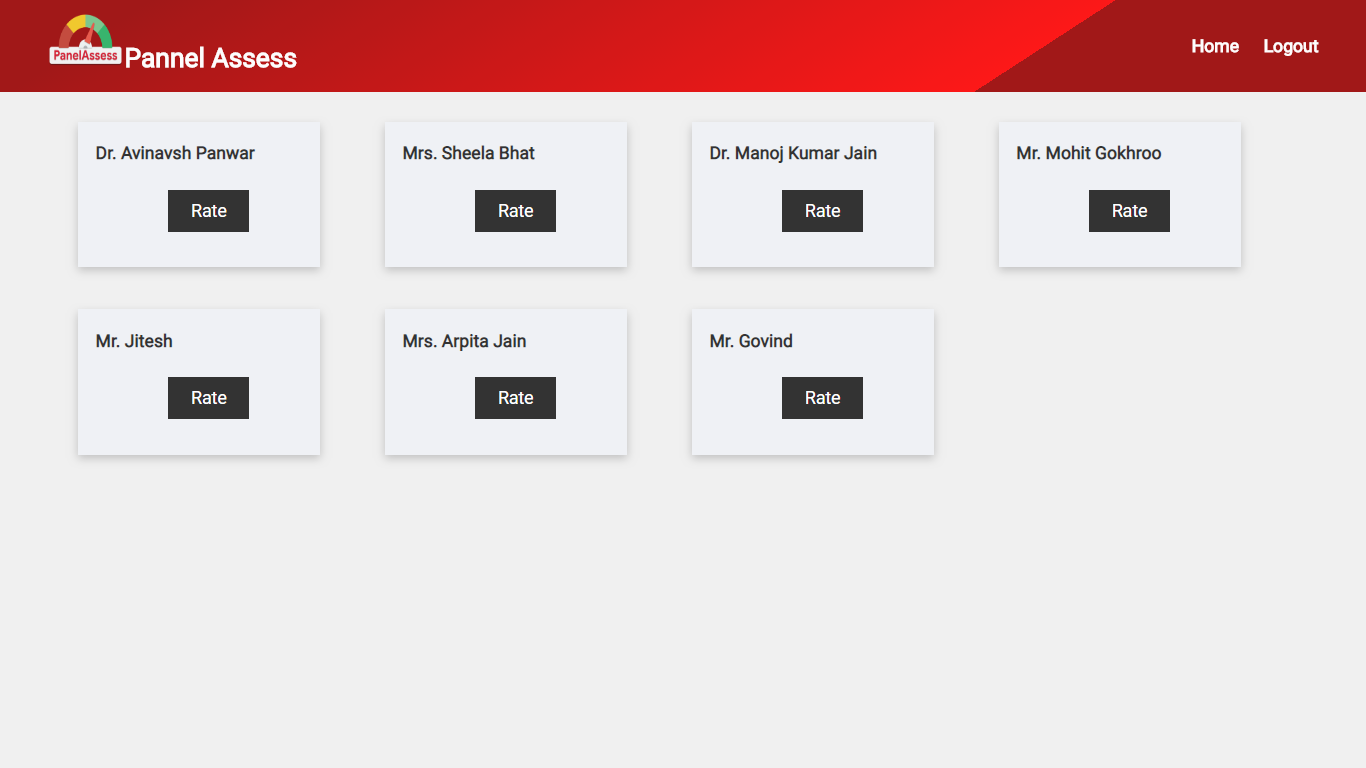 PanelAssess
Pannel Assess
Home
Logout
Dr. Avinavsh Panwar
Mrs. Sheela Bhat
Dr. Manoj Kumar Jain
Mr. Mohit Gokhroo
Rate
Rate
Rate
Rate
Mr. Jitesh
Mrs. Arpita Jain
Mr. Govind
Rate
Rate
Rate